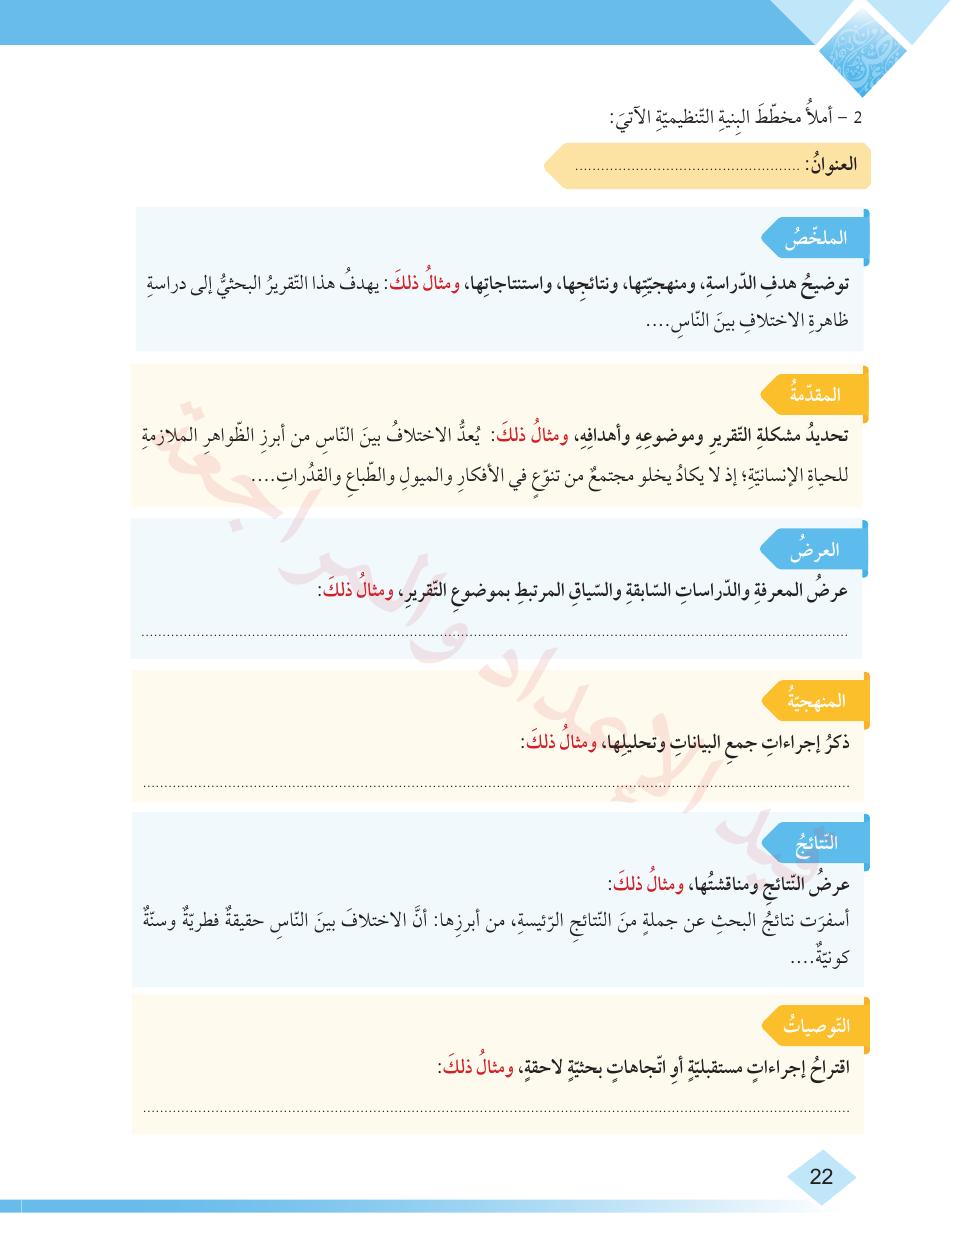 2 – أملأُ مخطّطَ البِنيةِ التّنظيميّةِ الآتيَ:
العنوانُ: ....................................................
الملخّصُ
توضيحُ هدفِ الدّراسةِ، ومنهجيّتِها، ونتائجِها، واستنتاجاتِها، ومثالُ ذلكَ: يهدفُ هذا التّقريرُ البحثيُّ إلى دراسةِ
ظاهرةِ الاختلافِ بينَ النّاسِ....
المقدّمةُ
تحديدُ مشكلةِ التّقريرِ وموضوعِهِ وأهدافِهِ، ومثالُ ذلكَ: يُعدُّ الاختلافُ بينَ النّاسِ من أبرزِ الظّواهرِ الملازمةِ
للحياةِ الإنسانيّةِ؛ إذ لا يكادُ يخلو مجتمعٌ من تنوّعٍ في الأفكارِ والميولِ والطّباعِ والقدُراتِ....
العرضُ
عرضُ المعرفةِ والدّراساتِ السّابقةِ والسّياقِ المرتبطِ بموضوعِ التّقريرِ، ومثالُ ذلكَ:
المنهجيّةُ
ذكرُ إجراءاتِ جمعِ البياناتِ وتحليلِها، ومثالُ ذلكَ:
النّتائجُ
عرضُ النّتائجِ ومناقشتُها، ومثالُ ذلكَ:
أسفرَت نتائجُ البحثِ عن جملةٍ منَ النّتائجِ الرّئيسةِ، من أبرزِها: أنَّ الاختلافَ بينَ النّاسِ حقيقةٌ فطريّةٌ وسنّةٌ
كونيّةٌ....
التّوصياتُ
اقتراحُ إجراءاتٍ مستقبليّةٍ أوِ اتّجاهاتٍ بحثيّةٍ لاحقةٍ، ومثالُ ذلكَ:
22
قيد الإعداد والمراجعة